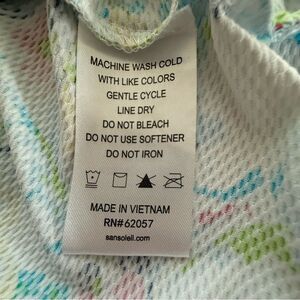 MACHINE WASH COLD
WITH LIKE COLORS
GENTLE CYCLE
LINE DRY
DO NOT BLEACH
DO NOT USE SOFTENER
DO NOT IRON
MADE IN VIETNAM
RN#62057
sansoleil.com